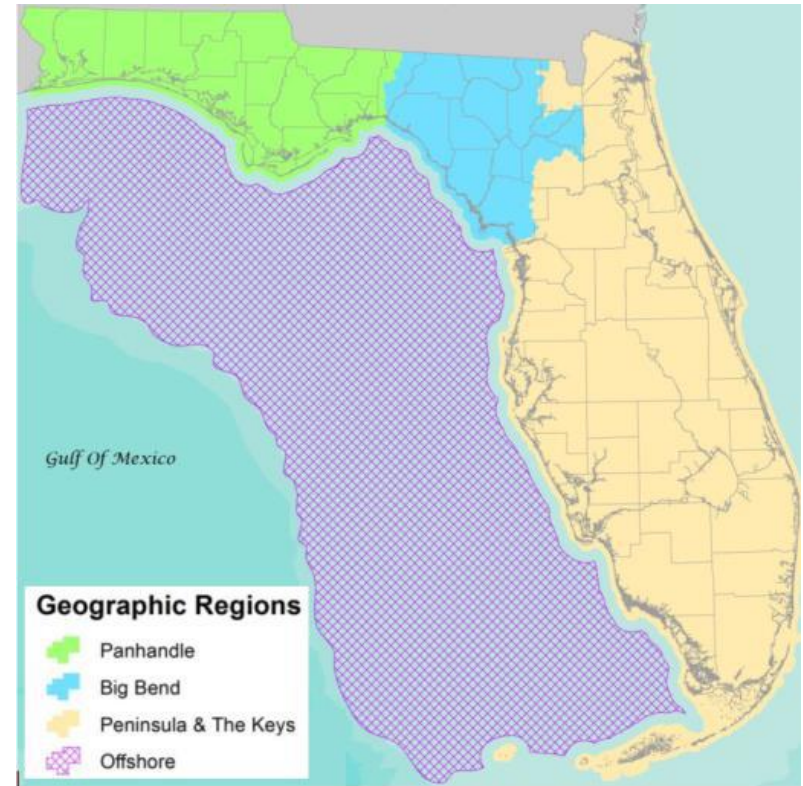 Gulf Of Mexico
Geographic Regions
Panhandle
Big Bend
Peninsula & The Keys
Offshore